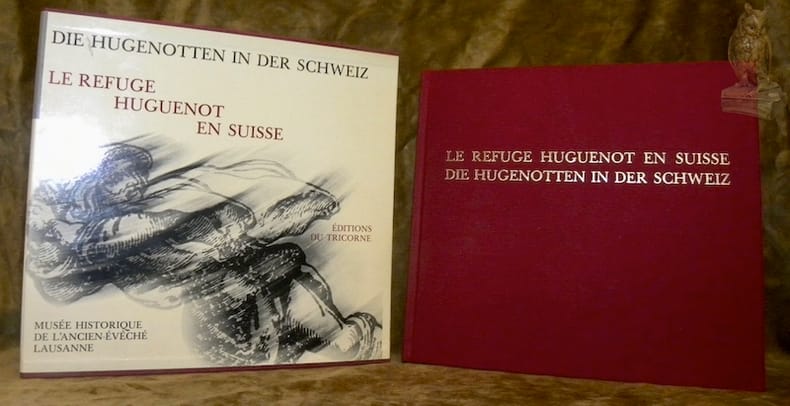 DIE HUGENOTTEN IN DER SCHWEIZ
LE REFUGE
HUGUENOT
EN SUISSE
ÉDITIONS
DU TRICORNE
MUSÉE HISTORIQUE
DE L'ANCIEN-ÉVÊCHÉ
LAUSANNE
LE REFUGE HUGUENOT EN SUISSE
DIE HUGENOTTEN IN DER SCHWEIZ